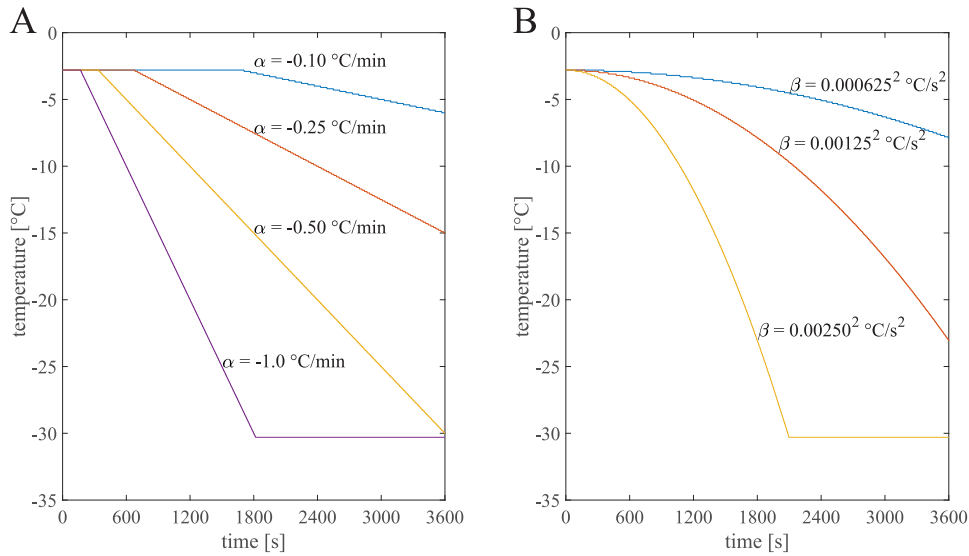 A
B
0
-5
-10
-15
-20
-25
-30
-35
temperature [°C]
α = -0.10 °C/min
α = -0.25 °C/min
α = -0.50 °C/min
α = -1.0 °C/min
0 600 1200 1800 2400 3000 3600
time [s]
0
-5
-10
-15
-20
-25
-30
-35
temperature [°C]
β = 0.000625² °C/s²
β = 0.00125² °C/s²
β = 0.00250² °C/s²
0 600 1200 1800 2400 3000 3600
time [s]